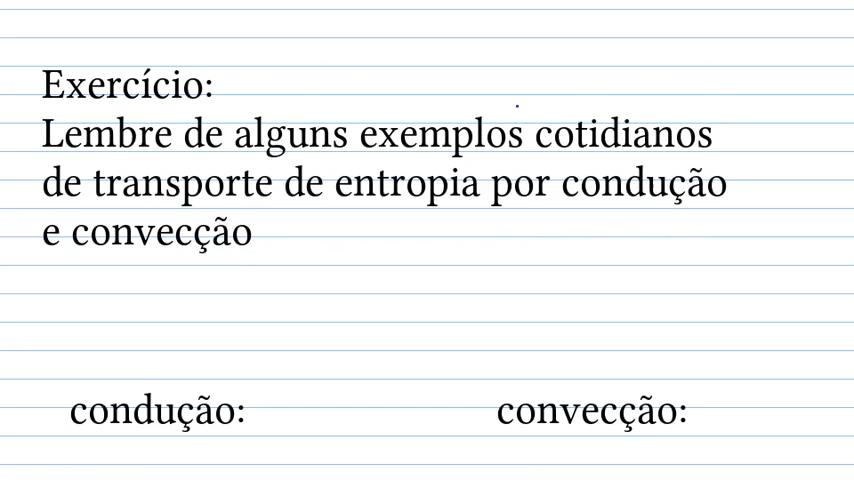 Exercício:
Lembre de alguns exemplos cotidianos
de transporte de entropia por condução
e convecção
condução: convecção: